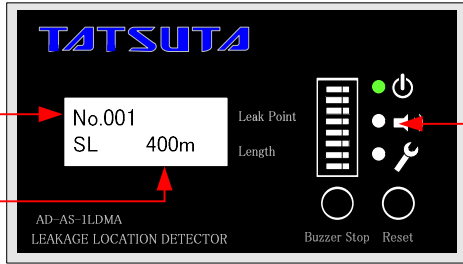 TATSUTA
No.001
Leak Point
SL 400m
Length
AD-AS-1LDMA
LEAKAGE LOCATION DETECTOR
Buzzer Stop Reset